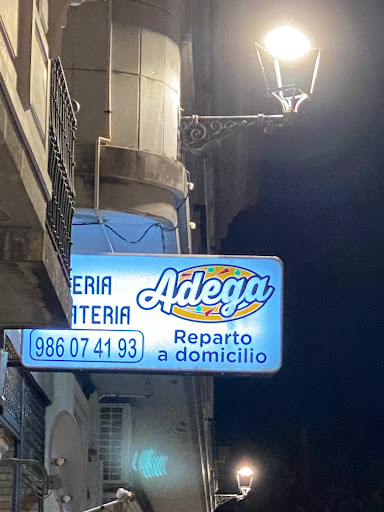 ERIA
ATERIA
986 07 41 93
Adega
Reparto
a domicilio